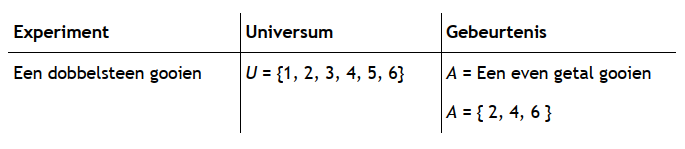 Experiment Universum Gebeurtenis
Een dobbelsteen gooien U = {1, 2, 3, 4, 5, 6} A = Een even getal gooien
A = { 2, 4, 6 }